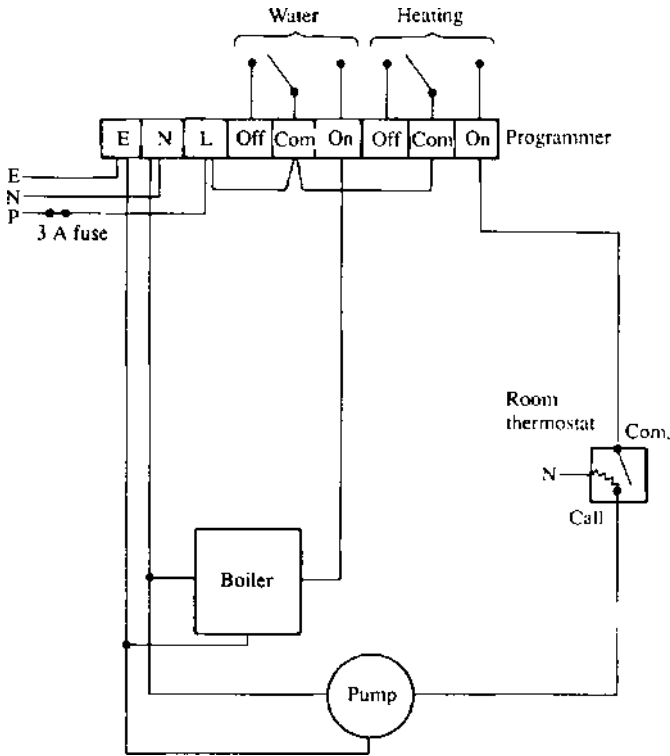 Water Heating
E N L Off Com On Off Com On Programmer
E
N
P
3 A fuse
Room
thermostat
Com.
N
Call
Boiler
Pump